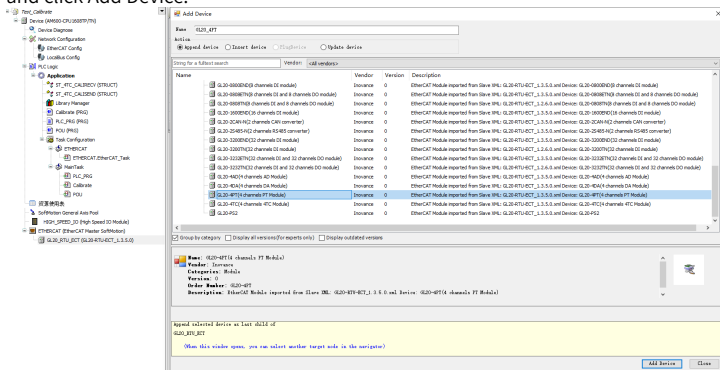 and click Add Device.
Test_Calibrate
Device (AM600-CPU1608TP/TN)
Device Diagnose
Network Configuration
EtherCAT Config
LocalBus Config
PLC Logic
Application
ST_4TC_CALIRECV (STRUCT)
ST_4TC_CALISEND (STRUCT)
Library Manager
Calibrate (PRG)
PLC_PRG (PRG)
POU (PRG)
Task Configuration
ETHERCAT
ETHERCAT.EtherCAT_Task
MainTask
PLC_PRG
Calibrate
POU
SoftMotion General Axis Pool
HIGH_SPEED_IO (High Speed IO Module)
ETHERCAT (EtherCAT Master SoftMotion)
GL20_RTU_ECT (GL20-RTU-ECT_1.3.5.0)
Add Device
Name GL20_4PT
Action
Append device Insert device Plug device Update device
String for a fulltext search Vendor: <All vendors>
Name Vendor Version Description
GL20-0800END(8 channels DI module) Inovance 0 EtherCAT Module imported from Slave XML: GL20-RTU-ECT_1.3.5.0.xml Device: GL20-0800END(8 channels DI module)
GL20-0808ETN(8 channels DI and 8 channels DO module) Inovance 0 EtherCAT Module imported from Slave XML: GL20-RTU-ECT_1.3.5.0.xml Device: GL20-0808ETN(8 channels DI and 8 channels DO module)
GL20-0808TN(8 channels DI and 8 channels DO module) Inovance 0 EtherCAT Module imported from Slave XML: GL20-RTU-ECT_1.2.6.0.xml Device: GL20-0808TN(8 channels DI and 8 channels DO module)
GL20-1600END(16 channels DI module) Inovance 0 EtherCAT Module imported from Slave XML: GL20-RTU-ECT_1.3.5.0.xml Device: GL20-1600END(16 channels DI module)
GL20-2CAN-N(2 channels CAN converter) Inovance 0 EtherCAT Module imported from Slave XML: GL20-RTU-ECT_1.3.5.0.xml Device: GL20-2CAN-N(2 channels CAN converter)
GL20-2S485-N(2 channels RS485 converter) Inovance 0 EtherCAT Module imported from Slave XML: GL20-RTU-ECT_1.3.5.0.xml Device: GL20-2S485-N(2 channels RS485 converter)
GL20-3200END(32 channels DI module) Inovance 0 EtherCAT Module imported from Slave XML: GL20-RTU-ECT_1.3.5.0.xml Device: GL20-3200END(32 channels DI module)
GL20-3200TN(32 channels DI module) Inovance 0 EtherCAT Module imported from Slave XML: GL20-RTU-ECT_1.2.6.0.xml Device: GL20-3200TN(32 channels DI module)
GL20-3232ETN(32 channels DI and 32 channels DO module) Inovance 0 EtherCAT Module imported from Slave XML: GL20-RTU-ECT_1.3.5.0.xml Device: GL20-3232ETN(32 channels DI and 32 channels DO module)
GL20-3232TN(32 channels DI and 32 channels DO module) Inovance 0 EtherCAT Module imported from Slave XML: GL20-RTU-ECT_1.2.6.0.xml Device: GL20-3232TN(32 channels DI and 32 channels DO module)
GL20-4AD(4 channels AD Module) Inovance 0 EtherCAT Module imported from Slave XML: GL20-RTU-ECT_1.3.5.0.xml Device: GL20-4AD(4 channels AD Module)
GL20-4DA(4 channels DA Module) Inovance 0 EtherCAT Module imported from Slave XML: GL20-RTU-ECT_1.3.5.0.xml Device: GL20-4DA(4 channels DA Module)
GL20-4PT(4 channels PT Module) Inovance 0 EtherCAT Module imported from Slave XML: GL20-RTU-ECT_1.3.5.0.xml Device: GL20-4PT(4 channels PT Module)
GL20-4TC(4 channels 4TC Module) Inovance 0 EtherCAT Module imported from Slave XML: GL20-RTU-ECT_1.3.5.0.xml Device: GL20-4TC(4 channels 4TC Module)
GL20-PS2 Inovance 0 EtherCAT Module imported from Slave XML: GL20-RTU-ECT_1.3.5.0.xml Device: GL20-PS2
Group by category Display all versions(for experts only) Display outdated versions
Name: GL20-4PT(4 channels PT Module)
Vendor: Inovance
Categories: Module
Version: 0
Order Number: GL20-4PT
Description: EtherCAT Module imported from Slave XML: GL20-RTU-ECT_1.3.5.0.xml Device: GL20-4PT(4 channels PT Module)
Append selected device as last child of
GL20_RTU_ECT
(When this window opens, you can select another target node in the navigator)
Add Device Close